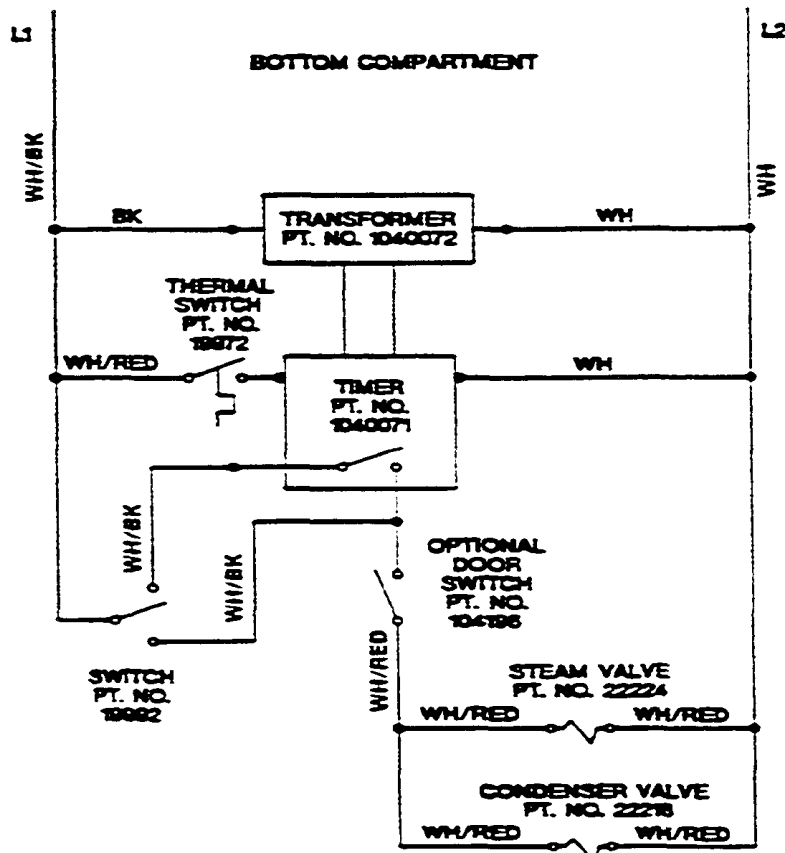 L1
L2
BOTTOM COMPARTMENT
WH/BK
WH
BK
TRANSFORMER
PT. NO. 1040072
WH
THERMAL
SWITCH
PT. NO.
19972
WH/RED
TIMER
PT. NO.
1040071
WH
WH/BK
WH/BK
OPTIONAL
DOOR
SWITCH
PT. NO.
104196
WH/RED
SWITCH
PT. NO.
19992
STEAM VALVE
PT. NO. 22224
WH/RED
WH/RED
CONDENSER VALVE
PT. NO. 22218
WH/RED
WH/RED